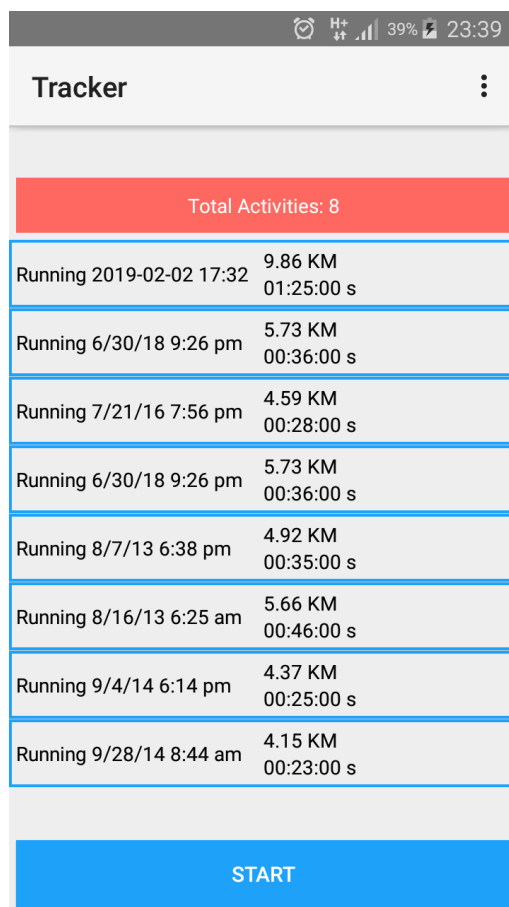 H+ 39% 23:39
Tracker
Total Activities: 8
Running 2019-02-02 17:32
9.86 KM
01:25:00 s
Running 6/30/18 9:26 pm
5.73 KM
00:36:00 s
Running 7/21/16 7:56 pm
4.59 KM
00:28:00 s
Running 6/30/18 9:26 pm
5.73 KM
00:36:00 s
Running 8/7/13 6:38 pm
4.92 KM
00:35:00 s
Running 8/16/13 6:25 am
5.66 KM
00:46:00 s
Running 9/4/14 6:14 pm
4.37 KM
00:25:00 s
Running 9/28/14 8:44 am
4.15 KM
00:23:00 s
START